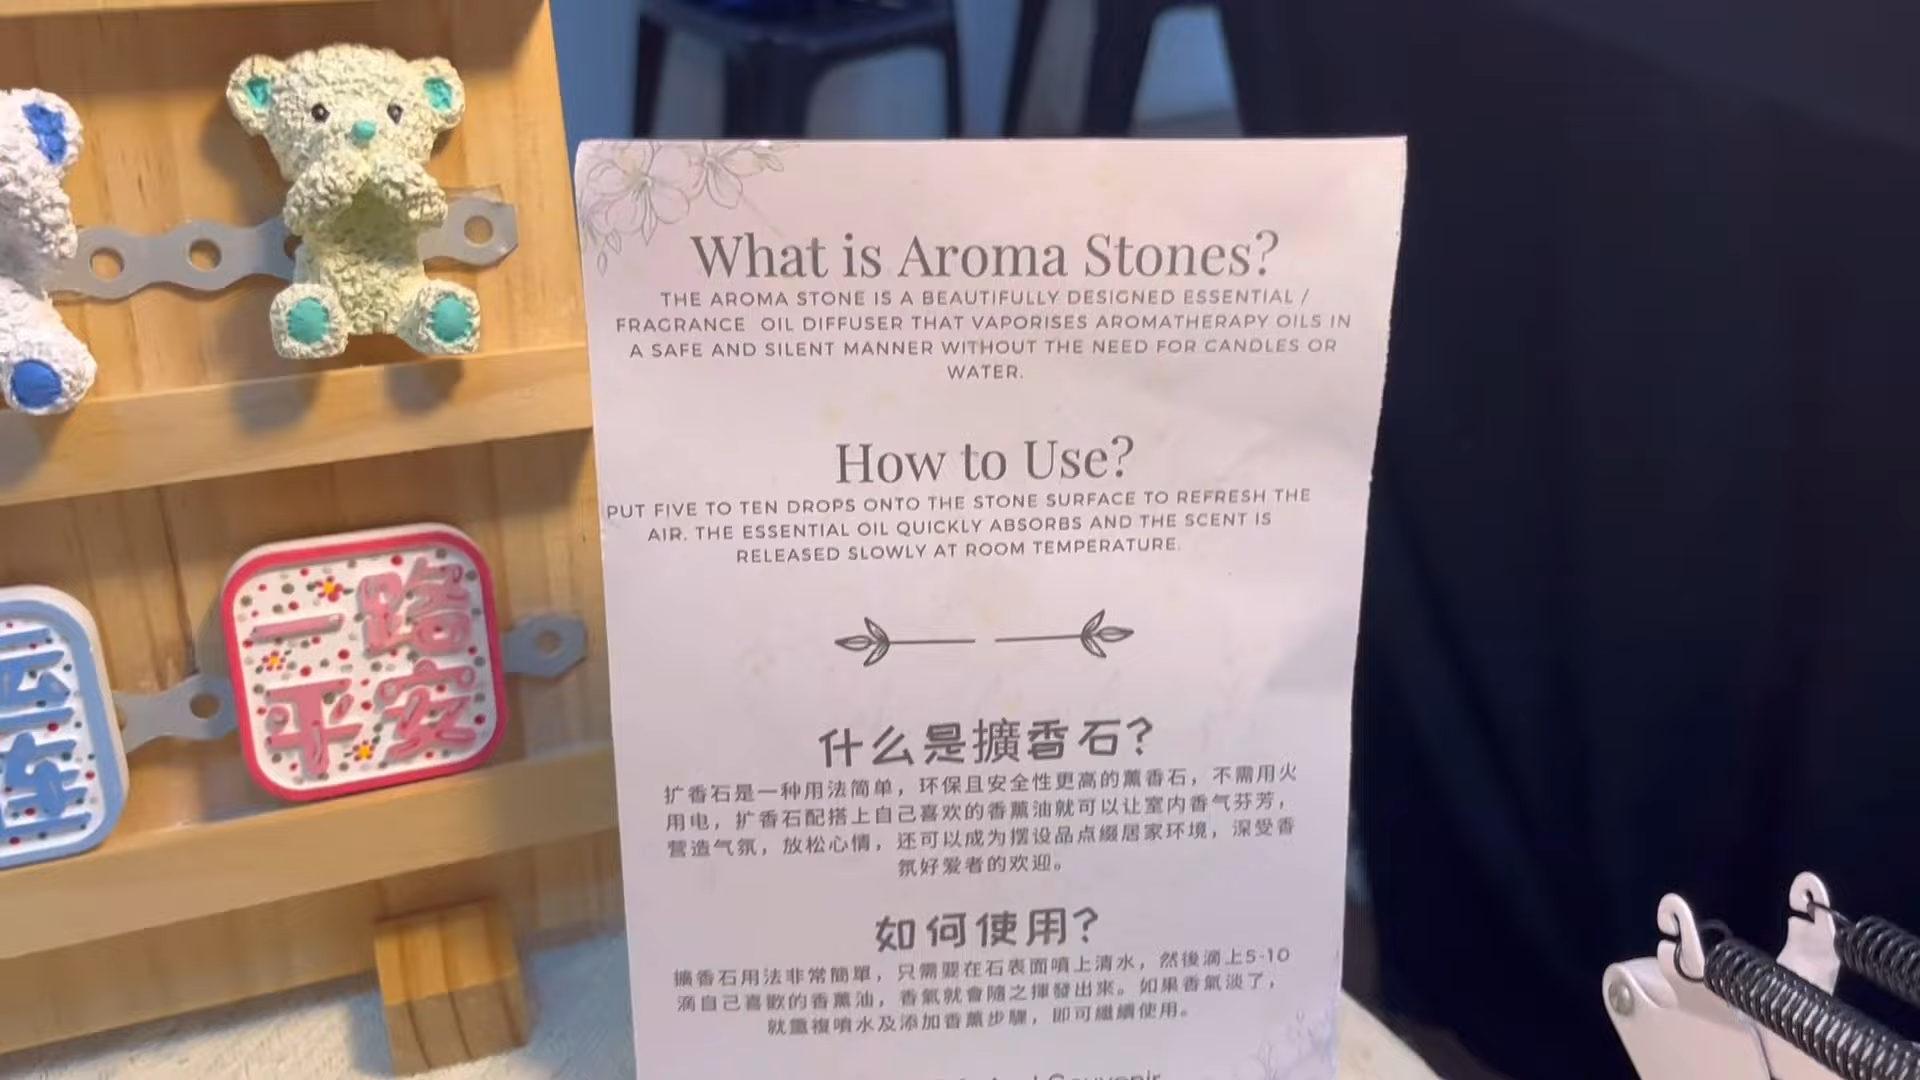 What is Aroma Stones?
THE AROMA STONE IS A BEAUTIFULLY DESIGNED ESSENTIAL /
FRAGRANCE OIL DIFFUSER THAT VAPORISES AROMATHERAPY OILS IN
A SAFE AND SILENT MANNER WITHOUT THE NEED FOR CANDLES OR
WATER.
How to Use?
PUT FIVE TO TEN DROPS ONTO THE STONE SURFACE TO REFRESH THE
AIR. THE ESSENTIAL OIL QUICKLY ABSORBS AND THE SCENT IS
RELEASED SLOWLY AT ROOM TEMPERATURE.
什么是擴香石?
扩香石是一种用法简单，环保且安全性更高的薰香石，不需用火
用电，扩香石配搭上自己喜欢的香薰油就可以让室内香气芬芳，
营造气氛，放松心情，还可以成为摆设品点缀居家环境，深受香
氛好爱者的欢迎。
如何使用?
擴香石用法非常簡單，只需要在石表面噴上清水，然後滴上5-10
滴自己喜歡的香薰油，香氣就會隨之揮發出來。如果香氣淡了，
就重複噴水及添加香薰步驟，即可繼續使用。
Souvenir
一路
平安